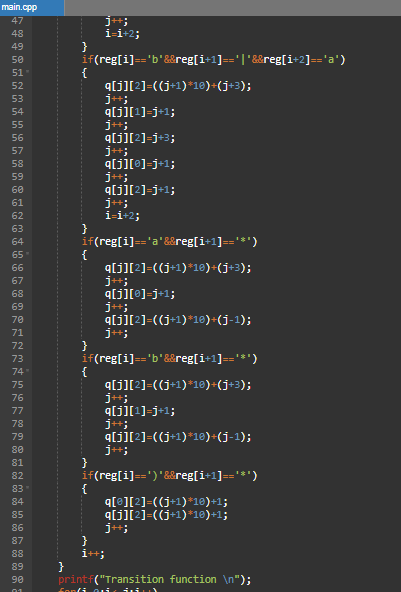 main.cpp
47 j++;
48 i=i+2;
49 }
50 if(reg[i]=='b'&&reg[i+1]=='|'&&reg[i+2]=='a')
51 {
52 q[j][2]=((j+1)*10)+(j+3);
53 j++;
54 q[j][1]=j+1;
55 j++;
56 q[j][2]=j+3;
57 j++;
58 q[j][0]=j+1;
59 j++;
60 q[j][2]=j+1;
61 j++;
62 i=i+2;
63 }
64 if(reg[i]=='a'&&reg[i+1]=='*')
65 {
66 q[j][2]=((j+1)*10)+(j+3);
67 j++;
68 q[j][0]=j+1;
69 j++;
70 q[j][2]=((j+1)*10)+(j-1);
71 j++;
72 }
73 if(reg[i]=='b'&&reg[i+1]=='*')
74 {
75 q[j][2]=((j+1)*10)+(j+3);
76 j++;
77 q[j][1]=j+1;
78 j++;
79 q[j][2]=((j+1)*10)+(j-1);
80 j++;
81 }
82 if(reg[i]==')'&&reg[i+1]=='*')
83 {
84 q[0][2]=((j+1)*10)+1;
85 q[j][2]=((j+1)*10)+1;
86 j++;
87 }
88 i++;
89 }
90 printf("Transition function \n");